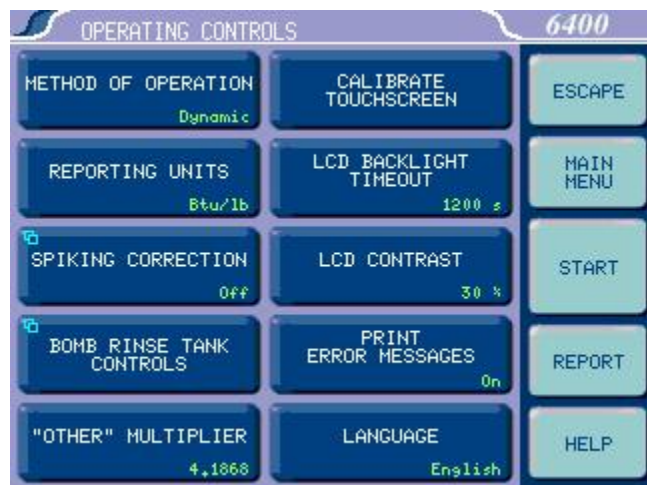 OPERATING CONTROLS
6400
METHOD OF OPERATION
Dynamic
CALIBRATE
TOUCHSCREEN
ESCAPE
REPORTING UNITS
Btu/lb
LCD BACKLIGHT
TIMEOUT
1200 s
MAIN
MENU
SPIKING CORRECTION
Off
LCD CONTRAST
30 %
START
BOMB RINSE TANK
CONTROLS
PRINT
ERROR MESSAGES
On
REPORT
"OTHER" MULTIPLIER
4.1868
LANGUAGE
English
HELP